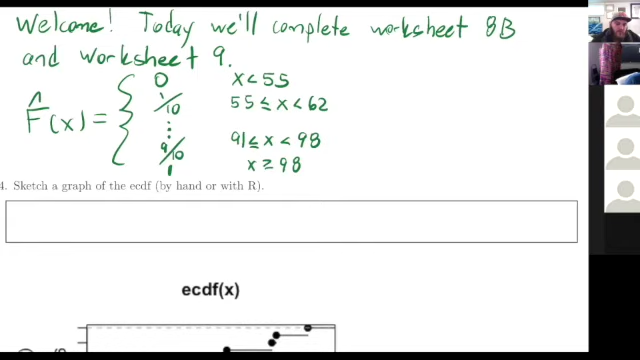 Welcome! Today we'll complete worksheet 8B
and worksheet 9.
F̂(x) = { 0 x < 55
1/10 55 ≤ x < 62
⋮
9/10 91 ≤ x < 98
1 x ≥ 98
4. Sketch a graph of the ecdf (by hand or with R).
ecdf(x)